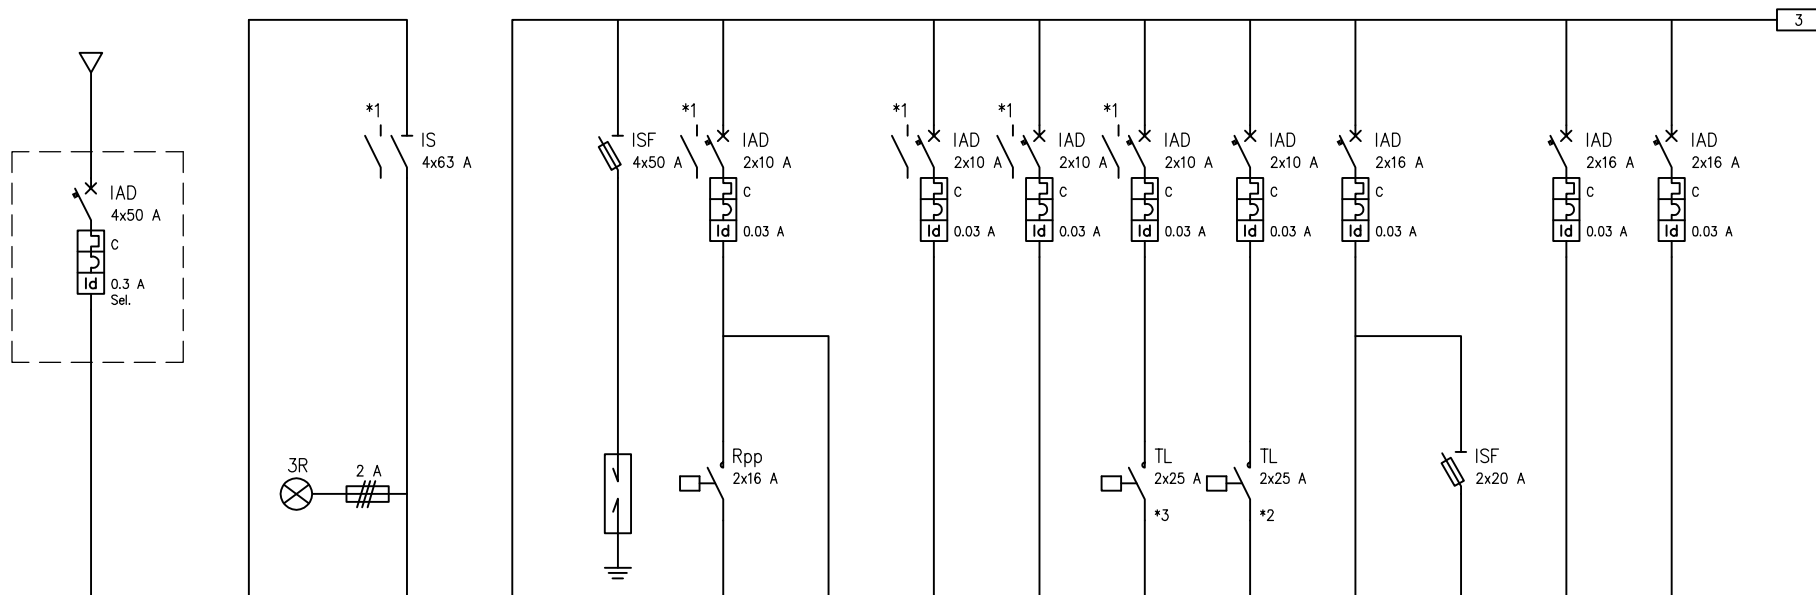 3
*1
IS
4x63 A
*1
ISF
4x50 A
IAD
2x10 A
C
Id
0.03 A
*1
IAD
2x10 A
C
Id
0.03 A
*1
IAD
2x10 A
C
Id
0.03 A
*1
IAD
2x10 A
C
Id
0.03 A
IAD
2x10 A
C
Id
0.03 A
IAD
2x16 A
C
Id
0.03 A
IAD
2x16 A
C
Id
0.03 A
IAD
2x16 A
C
Id
0.03 A
IAD
4x50 A
C
Id
0.3 A
Sel.
3R
2 A
Rpp
2x16 A
TL
2x25 A
*3
TL
2x25 A
*2
ISF
2x20 A